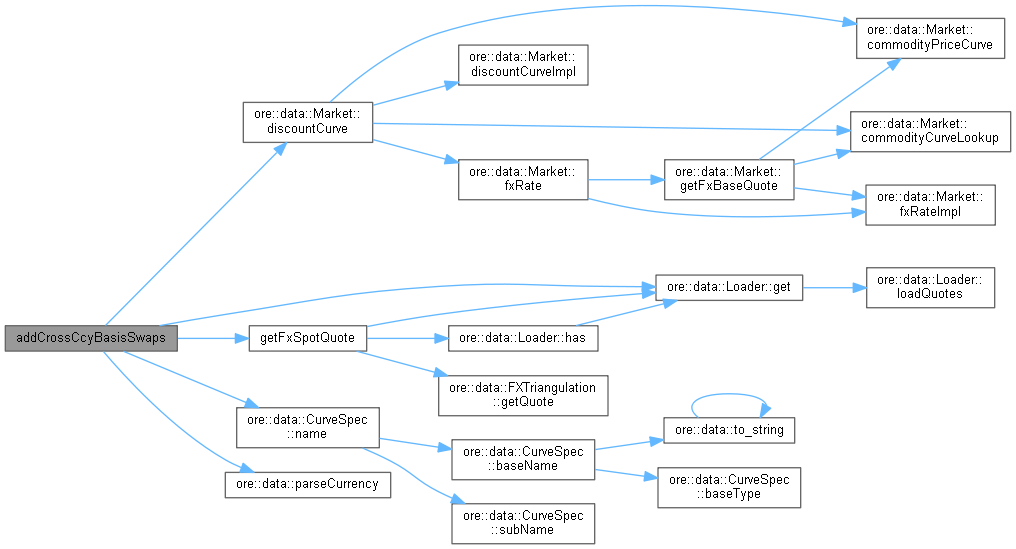 ore::data::Market::
commodityPriceCurve
ore::data::Market::
discountCurveImpl
ore::data::Market::
discountCurve
ore::data::Market::
commodityCurveLookup
ore::data::Market::
fxRate
ore::data::Market::
getFxBaseQuote
ore::data::Market::
fxRateImpl
ore::data::Loader::get
ore::data::Loader::
loadQuotes
addCrossCcyBasisSwaps
getFxSpotQuote
ore::data::Loader::has
ore::data::FXTriangulation
::getQuote
ore::data::CurveSpec
::name
ore::data::to_string
ore::data::CurveSpec
::baseName
ore::data::parseCurrency
ore::data::CurveSpec
::baseType
ore::data::CurveSpec
::subName